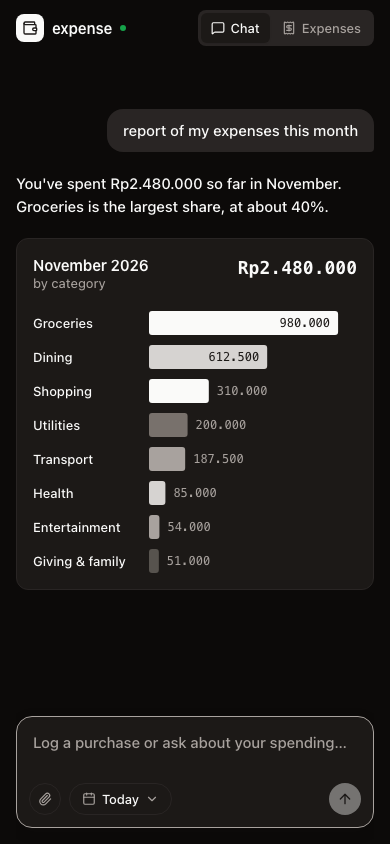 expense
Chat
Expenses
report of my expenses this month
You've spent Rp2.480.000 so far in November.
Groceries is the largest share, at about 40%.
November 2026
Rp2.480.000
by category
Groceries 980.000
Dining 612.500
Shopping 310.000
Utilities 200.000
Transport 187.500
Health 85.000
Entertainment 54.000
Giving & family 51.000
Log a purchase or ask about your spending...
Today